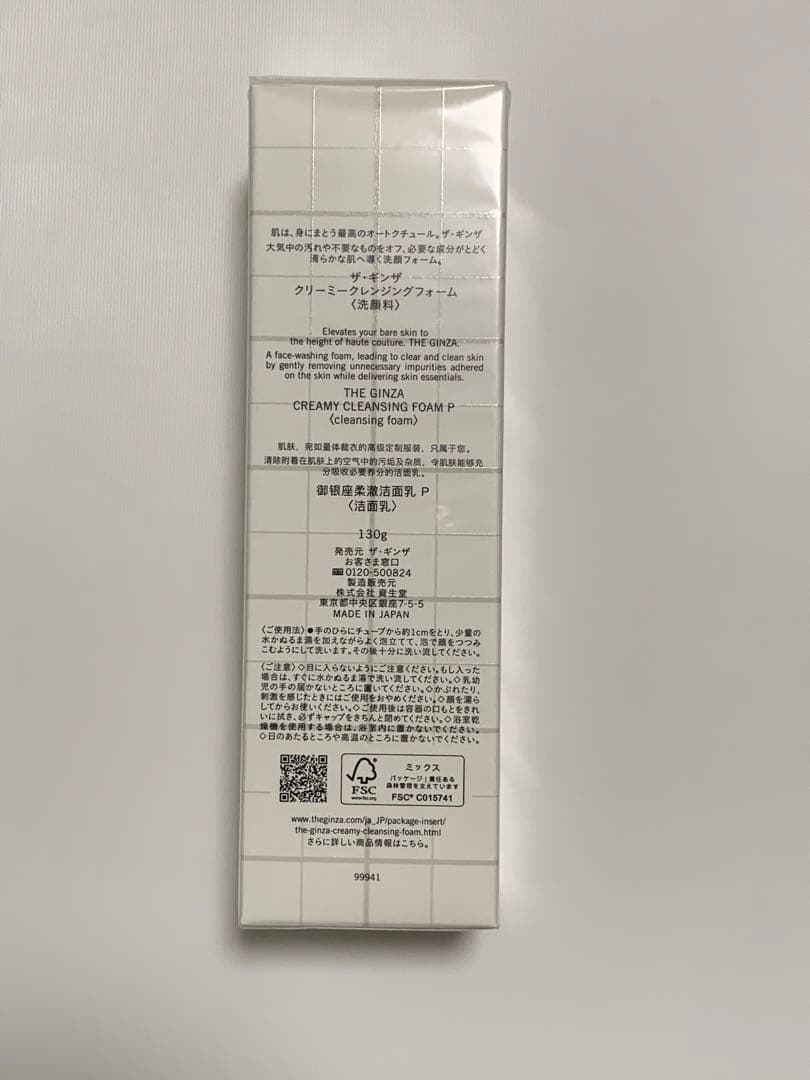 肌は、身にまとう最高のオートクチュール。ザ・ギンザ
大気中の汚れや不要なものをオフ、必要な成分がとどく
清らかな肌へ導く洗顔フォーム。
ザ・ギンザ
クリーミークレンジングフォーム
〈洗顔料〉
Elevates your bare skin to
the height of haute couture. THE GINZA.
A face-washing foam, leading to clear and clean skin
by gently removing unnecessary impurities adhered
on the skin while delivering skin essentials.
THE GINZA
CREAMY CLEANSING FOAM P
〈cleansing foam〉
肌肤，宛如量体裁衣的高级定制服装，只属于您。
清除附着在肌肤上的空气中的污垢及杂质，令肌肤能够充
分吸收必要养分的洁面乳。
御银座柔澈洁面乳 P
〈洁面乳〉
130g
発売元 ザ・ギンザ
お客さま窓口
0120-500824
製造販売元
株式会社 資生堂
東京都中央区銀座7-5-5
MADE IN JAPAN
〈ご使用法〉●手のひらにチューブから約1cmをとり、少量の
水かぬるま湯を加えながらよく泡立てて、泡で顔をつつみ
こむようにして洗います。その後十分に洗い流してください。
〈ご注意〉◇目に入らないようにご注意ください。もし入った
場合は、すぐに水かぬるま湯で洗い流してください。◇乳幼
児の手の届かないところに置いてください。◇かぶれたり、
刺激を感じたときはご使用をおやめください。◇顔を濡ら
してからお使いください。◇ご使用後は容器の口もとをきれ
いに拭き、必ずキャップをきちんと閉めてください。◇浴室乾
燥機を使用する場合は、浴室内に置かないでください。
◇日のあたるところや高温のところに置かないでください。
FSC
www.fsc.org
ミックス
パッケージ｜責任ある
森林管理を支えています
FSC® C015741
www.theginza.com/ja_JP/package-insert/
the-ginza-creamy-cleansing-foam.html
さらに詳しい商品情報はこちら。
99941